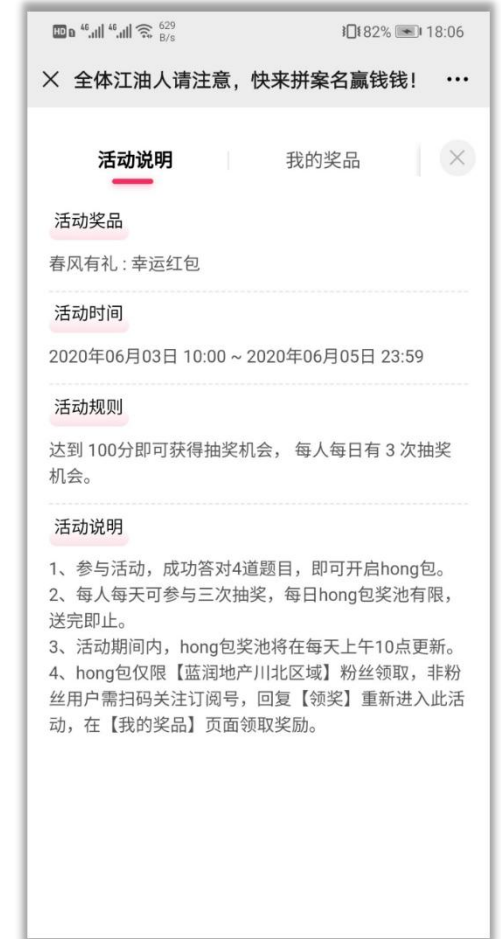 HD 46 46 629 B/s 82% 18:06
× 全体江油人请注意，快来拼案名赢钱钱！ ···
活动说明 我的奖品 ×
活动奖品
春风有礼 : 幸运红包
活动时间
2020年06月03日 10:00 ~ 2020年06月05日 23:59
活动规则
达到 100分即可获得抽奖机会， 每人每日有 3 次抽奖
机会。
活动说明
1、参与活动，成功答对4道题目，即可开启hong包。
2、每人每天可参与三次抽奖，每日hong包奖池有限，
送完即止。
3、活动期间内，hong包奖池将在每天上午10点更新。
4、hong包仅限【蓝润地产川北区域】粉丝领取，非粉
丝用户需扫码关注订阅号，回复【领奖】重新进入此活
动，在【我的奖品】页面领取奖励。